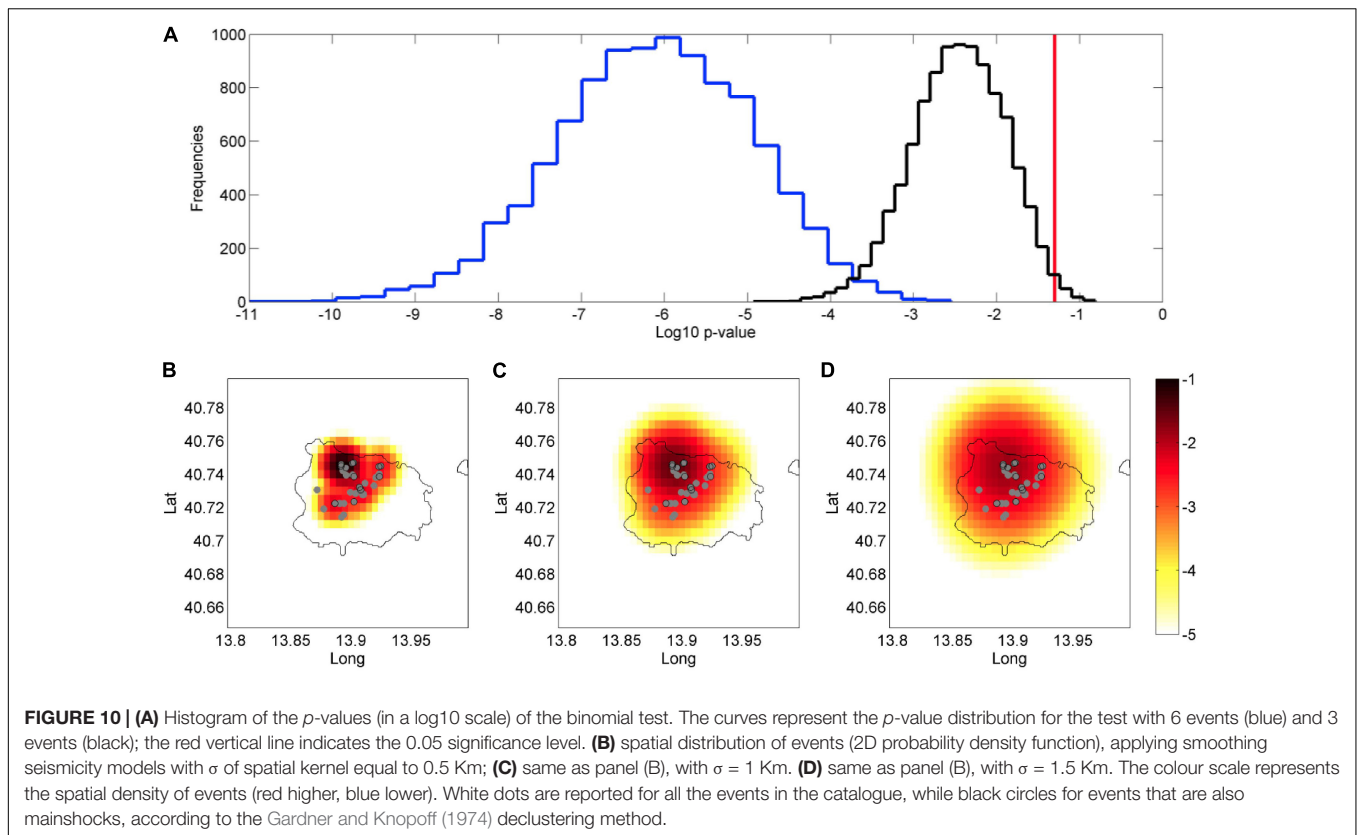 A
1000
800
600
400
200
0
Frequencies
-11 -10 -9 -8 -7 -6 -5 -4 -3 -2 -1 0
Log10 p-value
B
40.78
40.76
40.74
40.72
40.7
40.68
40.66
Lat
13.8 13.85 13.9 13.95
Long
C
40.78
40.76
40.74
40.72
40.7
40.68
40.66
Lat
13.8 13.85 13.9 13.95
Long
D
40.78
40.76
40.74
40.72
40.7
40.68
40.66
Lat
13.8 13.85 13.9 13.95
Long
-1
-2
-3
-4
-5
FIGURE 10 | (A) Histogram of the p-values (in a log10 scale) of the binomial test. The curves represent the p-value distribution for the test with 6 events (blue) and 3
events (black); the red vertical line indicates the 0.05 significance level. (B) spatial distribution of events (2D probability density function), applying smoothing
seismicity models with σ of spatial kernel equal to 0.5 Km; (C) same as panel (B), with σ = 1 Km. (D) same as panel (B), with σ = 1.5 Km. The colour scale represents
the spatial density of events (red higher, blue lower). White dots are reported for all the events in the catalogue, while black circles for events that are also
mainshocks, according to the Gardner and Knopoff (1974) declustering method.